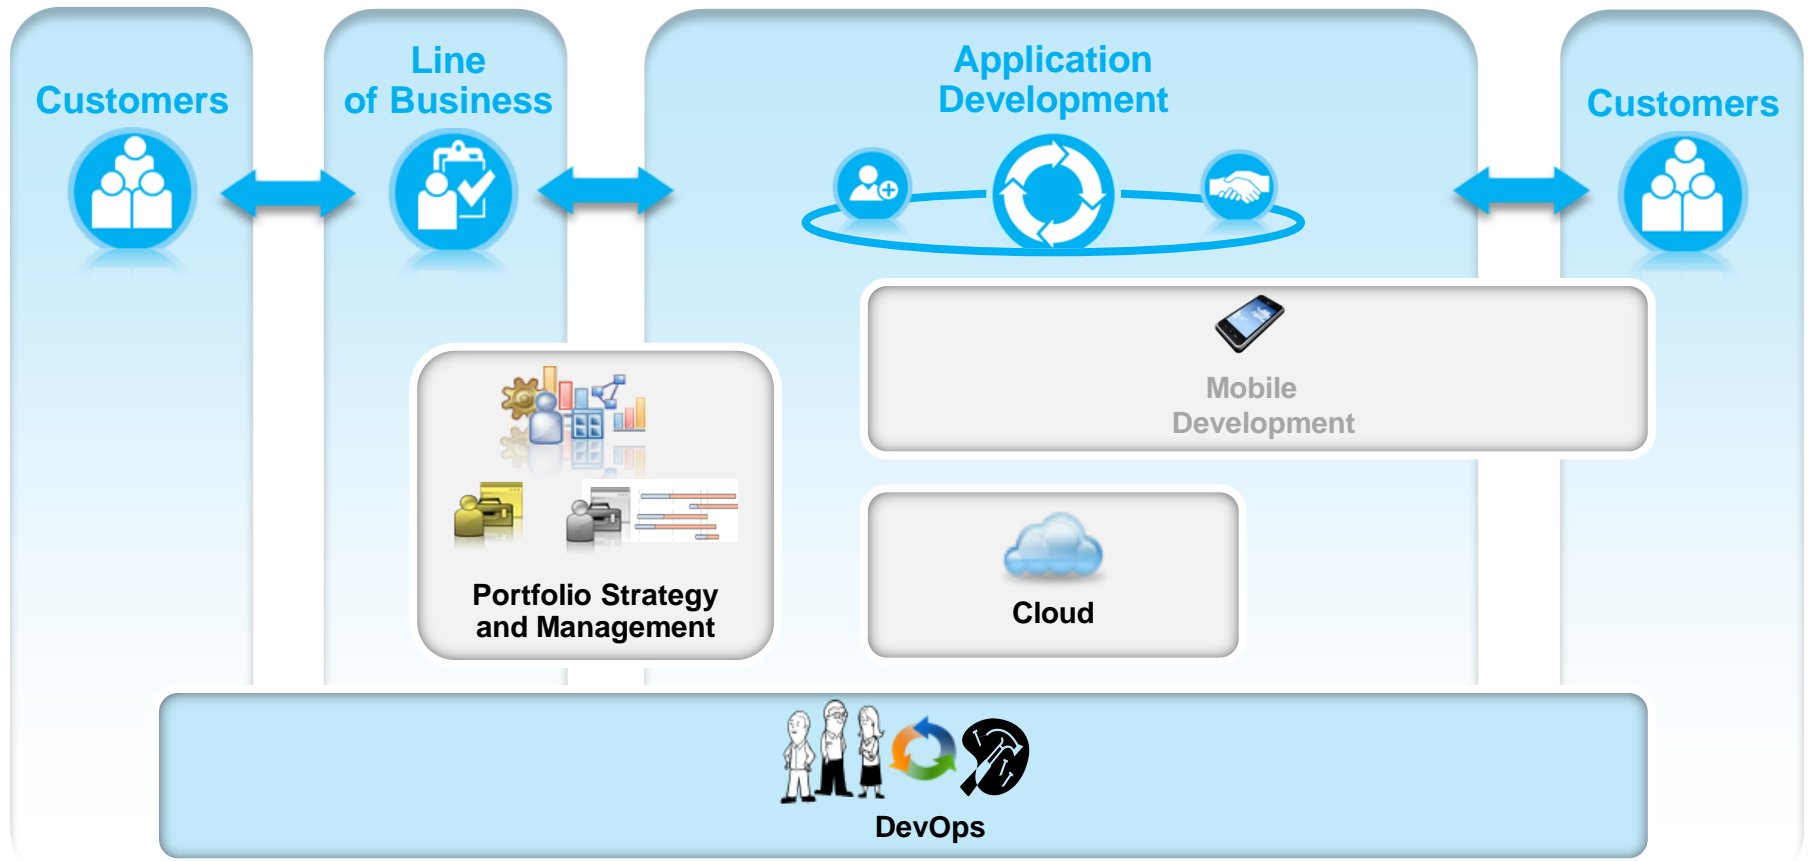 Customers
Line
of Business
Application
Development
Customers
Mobile
Development
Portfolio Strategy
and Management
Cloud
DevOps